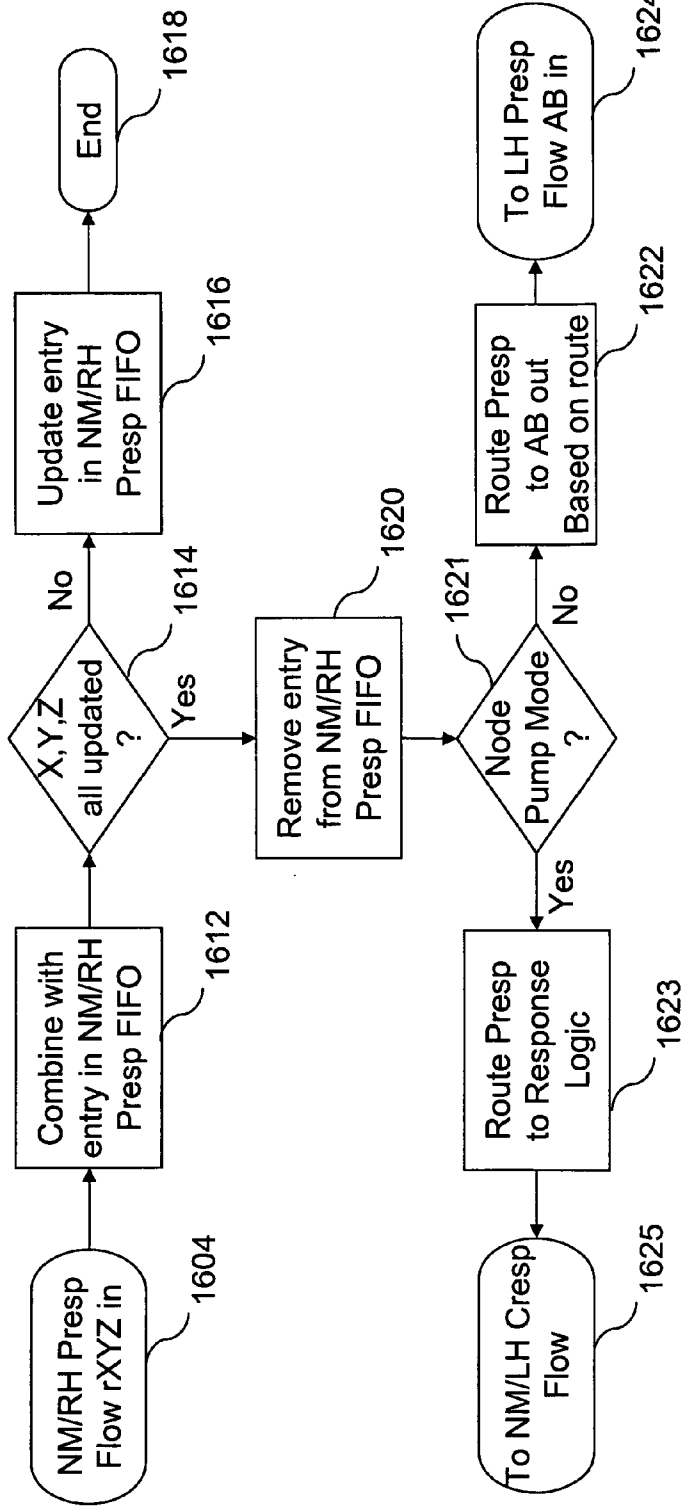 NM/RH Presp
Flow rXYZ in
1604
Combine with
entry in NM/RH
Presp FIFO
1612
X,Y,Z
all updated
?
1614
No
Update entry
in NM/RH
Presp FIFO
1616
End
1618
Yes
Remove entry
from NM/RH
Presp FIFO
1620
Node
Pump Mode
?
1621
No
Route Presp
to AB out
Based on route
1622
To LH Presp
Flow AB in
1624
Yes
Route Presp
to Response
Logic
1623
To NM/LH Cresp
Flow
1625